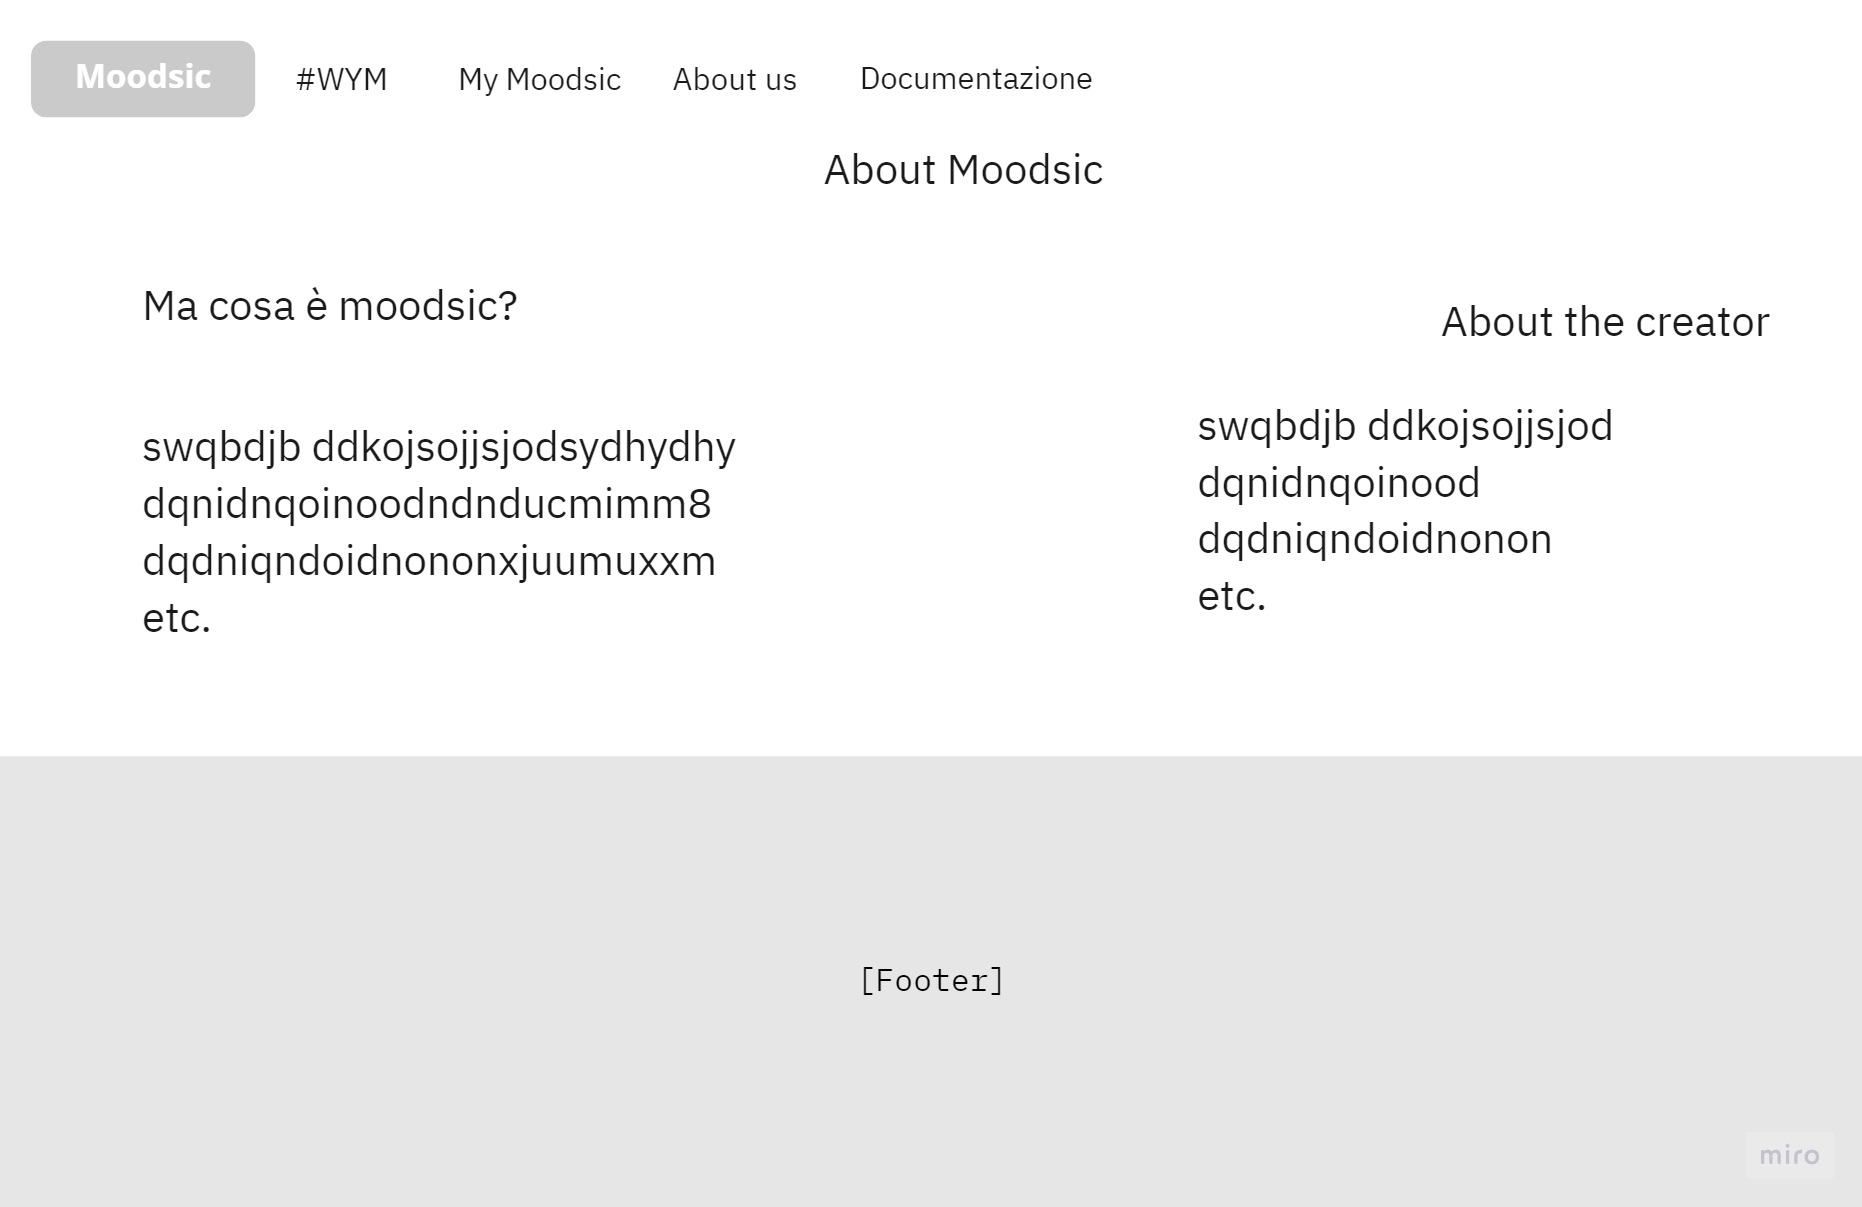 Moodsic
#WYM
My Moodsic
About us
Documentazione
About Moodsic
Ma cosa è moodsic?
swqbdjb ddkojsojjsjodsydhydhy
dqnidnqoinoodndnducmimm8
dqdniqndoidnononxjuumuxxm
etc.
About the creator
swqbdjb ddkojsojjsjod
dqnidnqoinood
dqdniqndoidnonon
etc.
[Footer]
miro